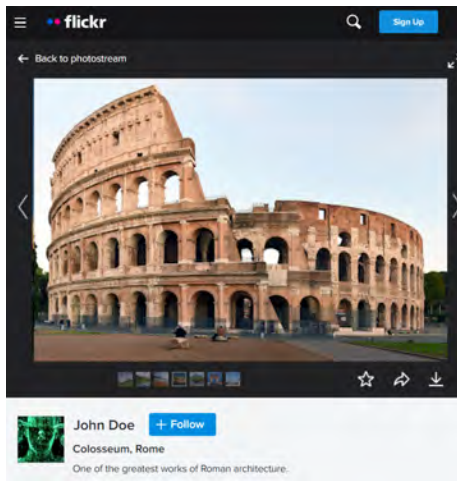 flickr
Sign Up
Back to photostream
John Doe
+ Follow
Colosseum, Rome
One of the greatest works of Roman architecture.